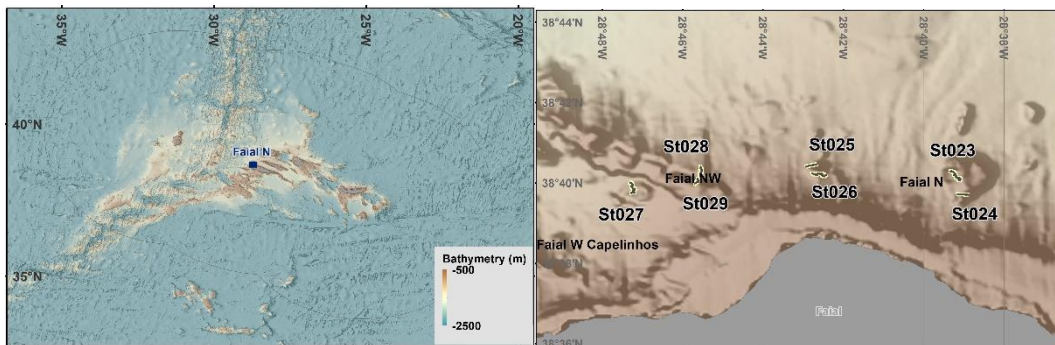 35°W
30°W
25°W
20°W
40°N
35°N
Faial N
Bathymetry (m)
-500
-2500
38°44'N
28°48'W
28°46'W
28°44'W
28°42'W
28°40'W
28°38'W
38°42'N
St028
St025
St023
38°40'N
Faial NW
Faial N
St027
St029
St026
St024
Faial W Capelinhos
Faial
38°36'N